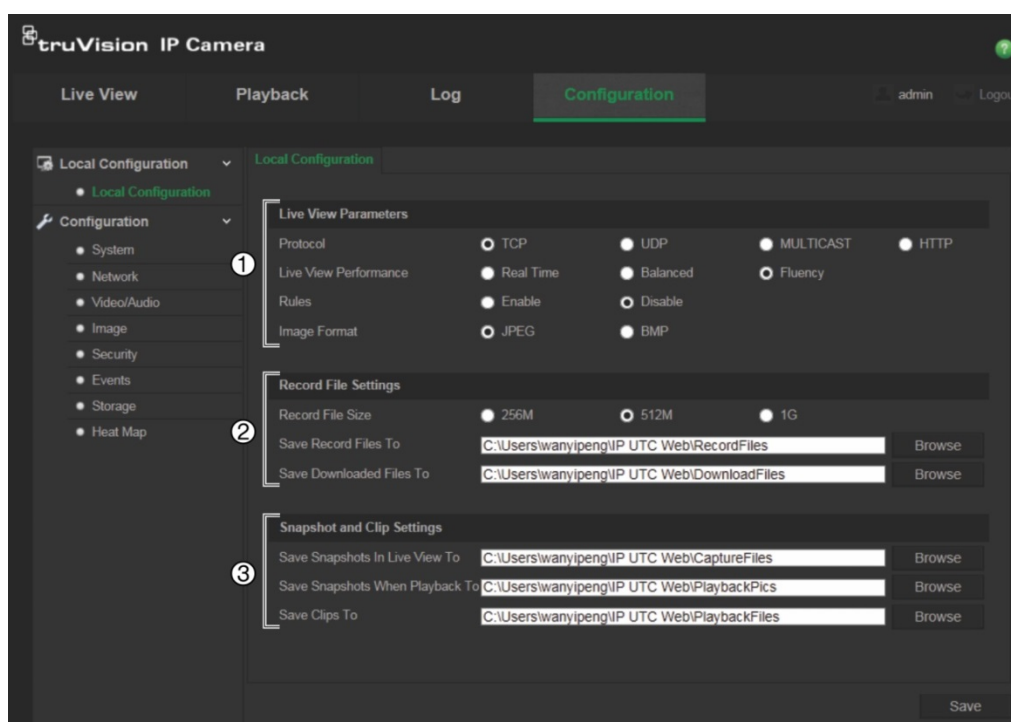 truVision IP Camera
?
Live View Playback Log Configuration admin
Local Configuration
Local Configuration
Configuration
System
Network
Video/Audio
Image
Security
Events
Storage
Heat Map
Local Configuration
1
Live View Parameters
Protocol TCP UDP MULTICAST HTTP
Live View Performance Real Time Balanced Fluency
Rules Enable Disable
Image Format JPEG BMP
2
Record File Settings
Record File Size 256M 512M 1G
Save Record Files To C:\Users\wanyipeng\IP UTC Web\RecordFiles Browse
Save Downloaded Files To C:\Users\wanyipeng\IP UTC Web\DownloadFiles Browse
3
Snapshot and Clip Settings
Save Snapshots In Live View To C:\Users\wanyipeng\IP UTC Web\CaptureFiles Browse
Save Snapshots When Playback To C:\Users\wanyipeng\IP UTC Web\PlaybackPics Browse
Save Clips To C:\Users\wanyipeng\IP UTC Web\PlaybackFiles Browse
Save